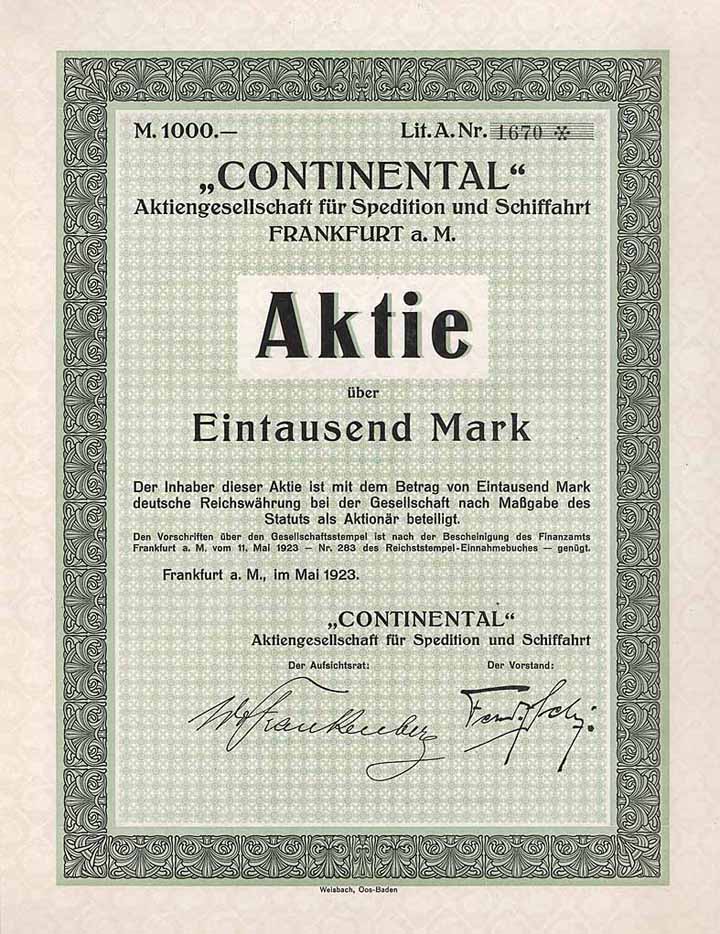 M. 1000.— Lit. A. Nr. 1670 ✻
„CONTINENTAL“
Aktiengesellschaft für Spedition und Schiffahrt
FRANKFURT a. M.
Aktie
über
Eintausend Mark
Der Inhaber dieser Aktie ist mit dem Betrag von Eintausend Mark
deutsche Reichswährung bei der Gesellschaft nach Maßgabe des
Statuts als Aktionär beteiligt.
Den Vorschriften über den Gesellschaftsstempel ist nach der Bescheinigung des Finanzamts
Frankfurt a. M. vom 11. Mai 1923 — Nr. 283 des Reichstempel-Einnahmebuches — genügt.
Frankfurt a. M., im Mai 1923.
„CONTINENTAL“
Aktiengesellschaft für Spedition und Schiffahrt
Der Aufsichtsrat: Der Vorstand:
Frankenberg
Weisbach, Oos-Baden